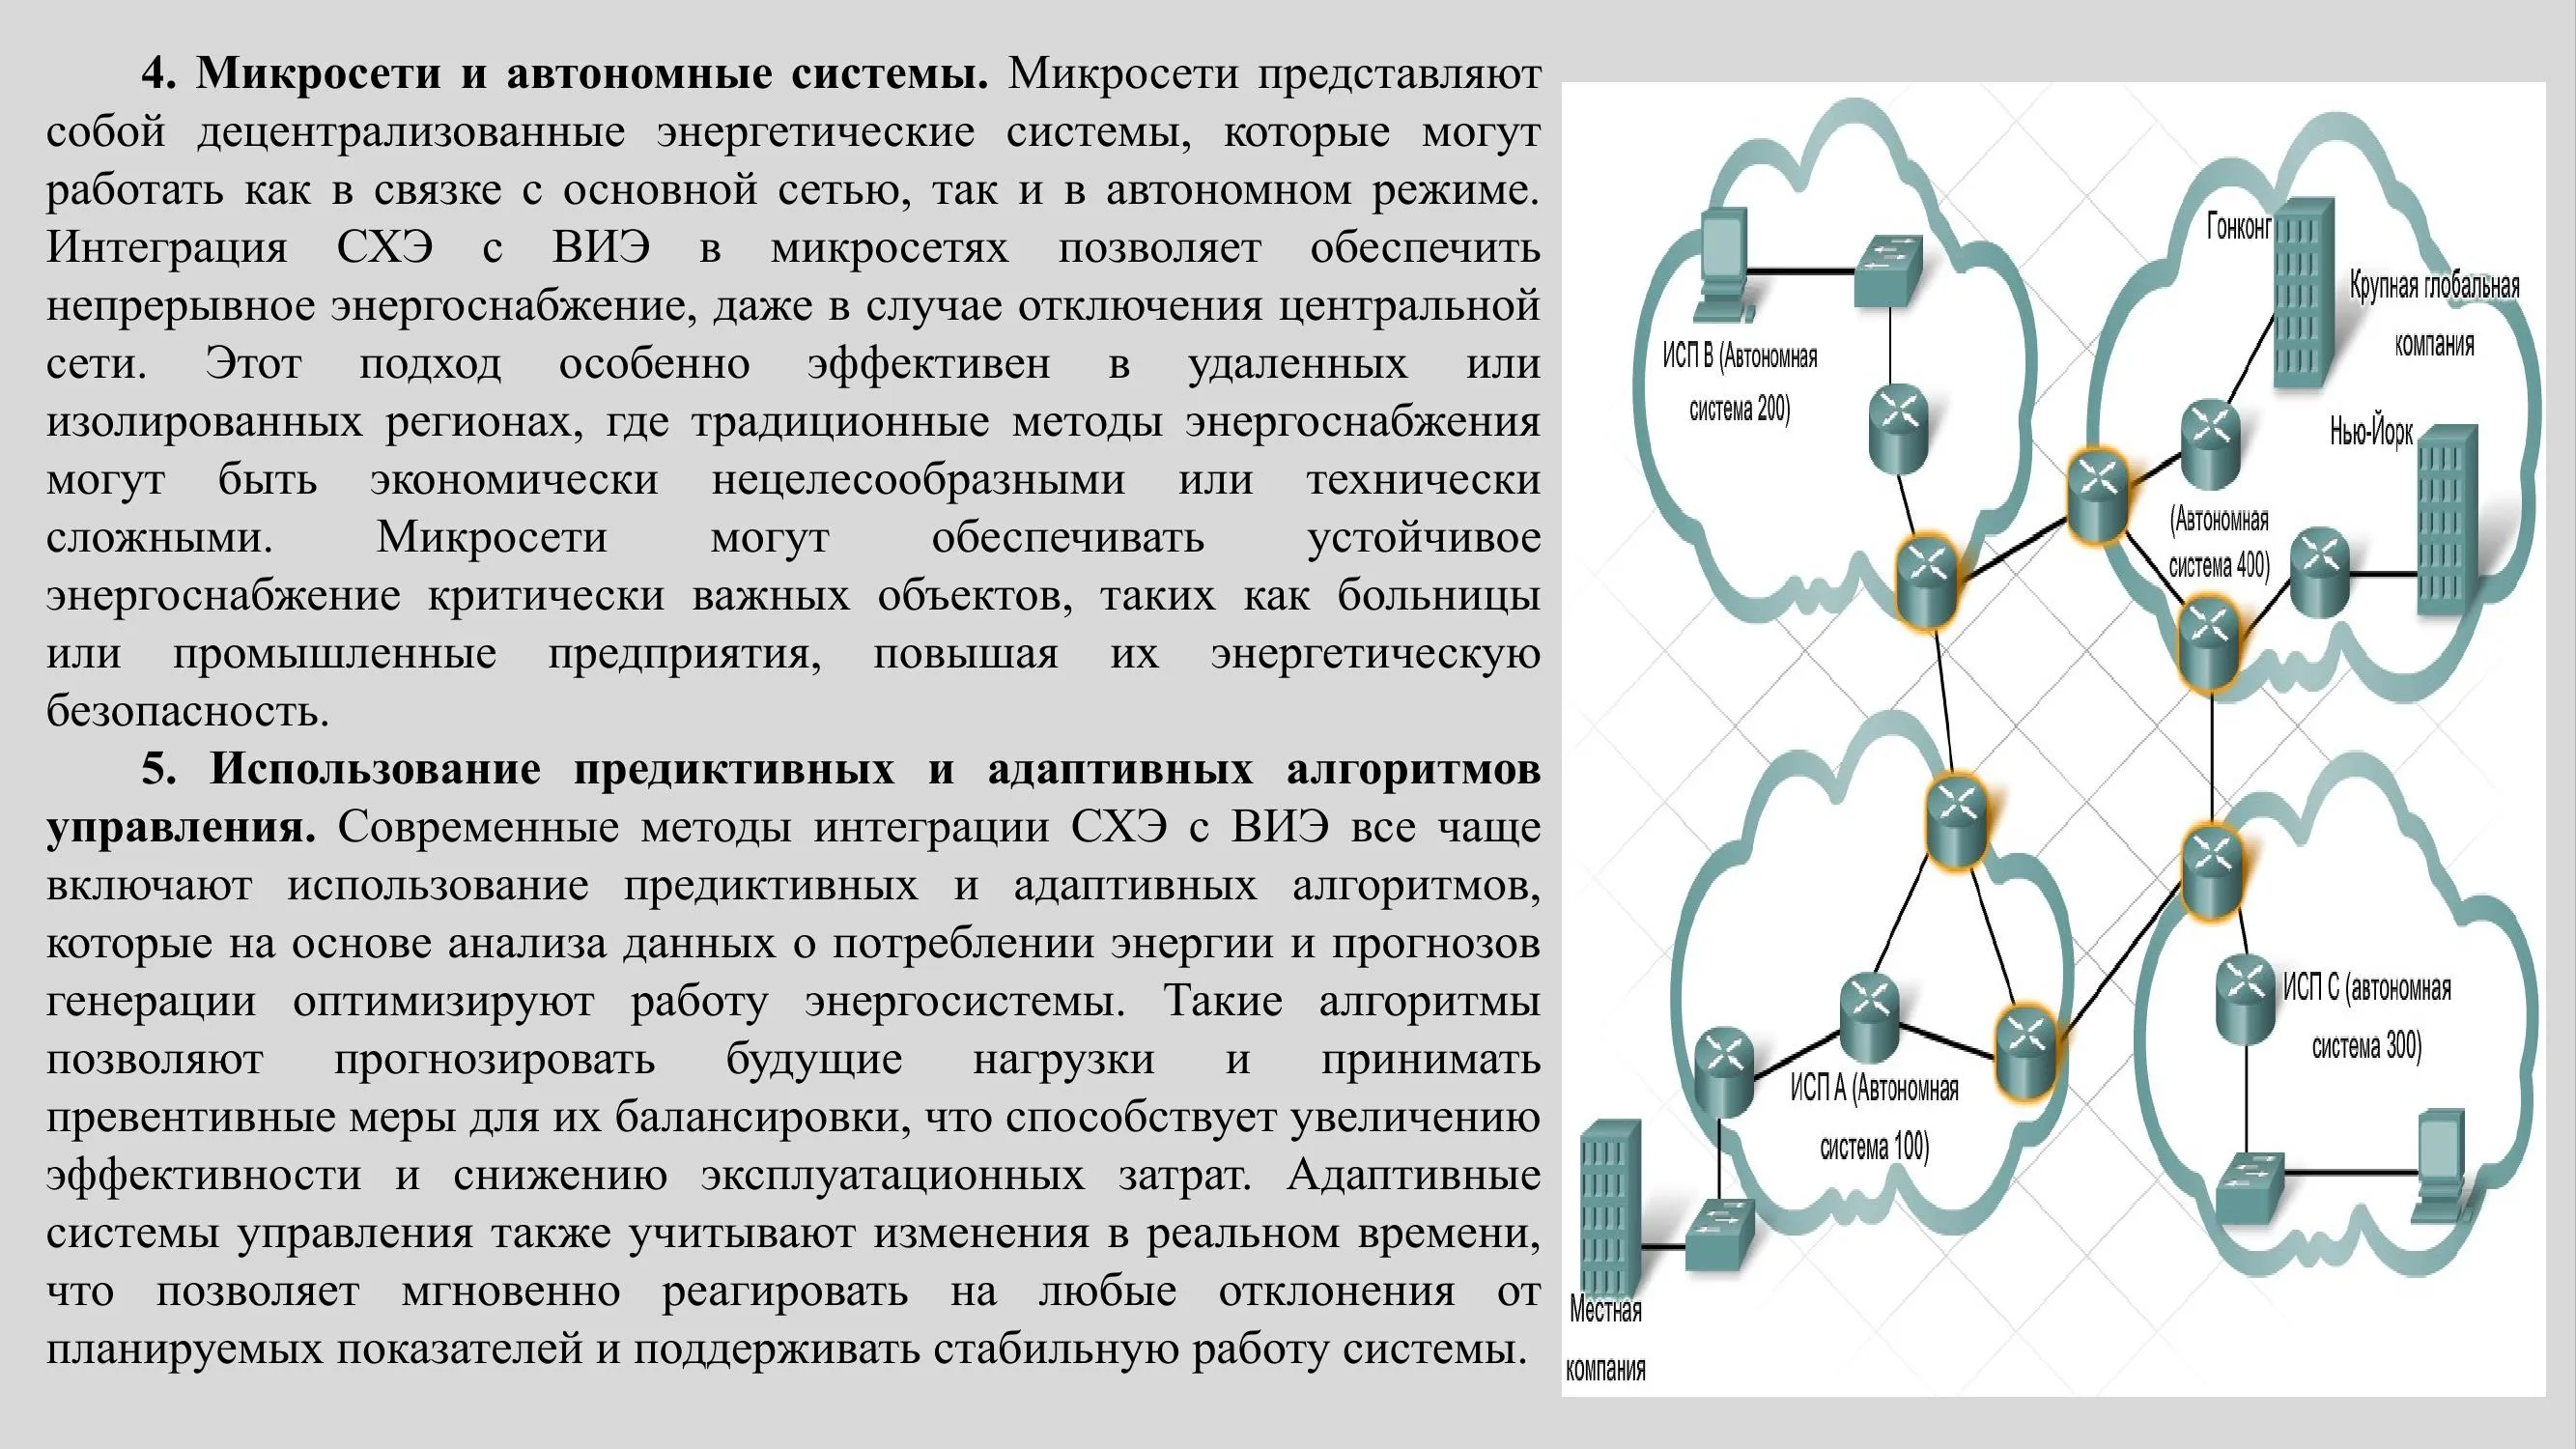 4. Микросети и автономные системы. Микросети представляют
собой децентрализованные энергетические системы, которые могут
работать как в связке с основной сетью, так и в автономном режиме.
Интеграция СХЭ с ВИЭ в микросетях позволяет обеспечить
непрерывное энергоснабжение, даже в случае отключения центральной
сети. Этот подход особенно эффективен в удаленных или
изолированных регионах, где традиционные методы энергоснабжения
могут быть экономически нецелесообразными или технически
сложными. Микросети могут обеспечивать устойчивое
энергоснабжение критически важных объектов, таких как больницы
или промышленные предприятия, повышая их энергетическую
безопасность.
5. Использование предиктивных и адаптивных алгоритмов
управления. Современные методы интеграции СХЭ с ВИЭ все чаще
включают использование предиктивных и адаптивных алгоритмов,
которые на основе анализа данных о потреблении энергии и прогнозов
генерации оптимизируют работу энергосистемы. Такие алгоритмы
позволяют прогнозировать будущие нагрузки и принимать
превентивные меры для их балансировки, что способствует увеличению
эффективности и снижению эксплуатационных затрат. Адаптивные
системы управления также учитывают изменения в реальном времени,
что позволяет мгновенно реагировать на любые отклонения от
планируемых показателей и поддерживать стабильную работу системы.
ИСП В (Автономная
система 200)
Гонконг
Крупная глобальная
компания
Нью-Йорк
(Автономная
система 400)
ИСП А (Автономная
система 100)
ИСП С (автономная
система 300)
Местная
компания